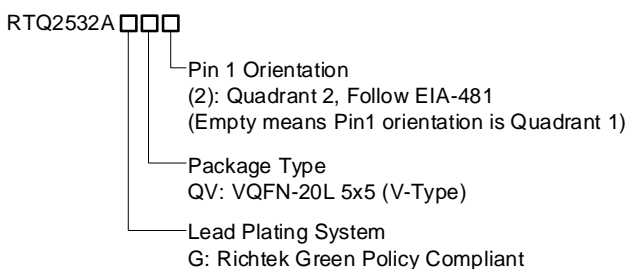 RTQ2532A
Pin 1 Orientation
(2): Quadrant 2, Follow EIA-481
(Empty means Pin1 orientation is Quadrant 1)
Package Type
QV: VQFN-20L 5x5 (V-Type)
Lead Plating System
G: Richtek Green Policy Compliant